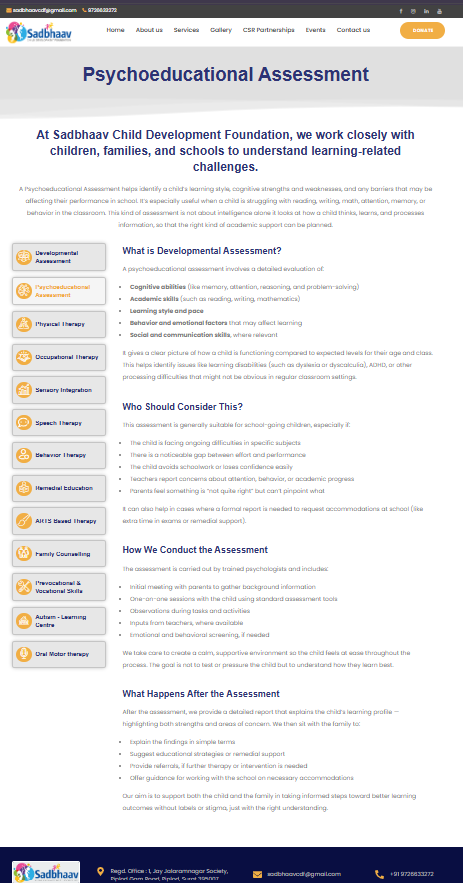 sadbhaavcdf@gmail.com 9726633272
Sadbhaav
Home About us Services Gallery CSR Partnerships Events Contact us
DONATE
Psychoeducational Assessment
At Sadbhaav Child Development Foundation, we work closely with
children, families, and schools to understand learning-related
challenges.
A Psychoeducational Assessment helps identify a child's learning style, cognitive strengths and weaknesses, and any barriers that may be
affecting their performance in school. It's especially useful when a child is struggling with reading, writing, math, attention, memory, or
behavior in the classroom. This kind of assessment is not about intelligence alone it looks at how a child thinks, learns, and processes
information, so that the right kind of academic support can be planned.
Developmental
Assessment
Psychoeducational
Assessment
Physical Therapy
Occupational Therapy
Sensory Integration
Speech Therapy
Behavior Therapy
Remedial Education
ARTS Based Therapy
Family Counselling
Prevocational &
Vocational Skills
Autism - Learning
Centre
Oral Motor therapy
What is Developmental Assessment?
A psychoeducational assessment involves a detailed evaluation of:
• Cognitive abilities (like memory, attention, reasoning, and problem-solving)
• Academic skills (such as reading, writing, mathematics)
• Learning style and pace
• Behavior and emotional factors that may affect learning
• Social and communication skills, where relevant
It gives a clear picture of how a child is functioning compared to expected levels for their age and class.
This helps identify issues like learning disabilities (such as dyslexia or dyscalculia), ADHD, or other
processing difficulties that might not be obvious in regular classroom settings.
Who Should Consider This?
This assessment is generally suitable for school-going children, especially if:
• The child is facing ongoing difficulties in specific subjects
• There is a noticeable gap between effort and performance
• The child avoids schoolwork or loses confidence easily
• Teachers report concerns about attention, behavior, or academic progress
• Parents feel something is "not quite right" but can't pinpoint what
It can also help in cases where a formal report is needed to request accommodations at school (like
extra time in exams or remedial support).
How We Conduct the Assessment
The assessment is carried out by trained psychologists and includes:
• Initial meeting with parents to gather background information
• One-on-one sessions with the child using standard assessment tools
• Observations during tasks and activities
• Inputs from teachers, where available
• Emotional and behavioral screening, if needed
We take care to create a calm, supportive environment so the child feels at ease throughout the
process. The goal is not to test or pressure the child but to understand how they learn best.
What Happens After the Assessment
After the assessment, we provide a detailed report that explains the child's learning profile —
highlighting both strengths and areas of concern. We then sit with the family to:
• Explain the findings in simple terms
• Suggest educational strategies or remedial support
• Provide referrals, if further therapy or intervention is needed
• Offer guidance for working with the school on necessary accommodations
Our aim is to support both the child and the family in taking informed steps toward better learning
outcomes without labels or stigma, just with the right understanding.
Sadbhaav
Regd. Office : 1, Jay Jalaramnagar Society,
Piplod Gam Road, Piplod, Surat 395007
sadbhaavcdf@gmail.com
+91 9726633272